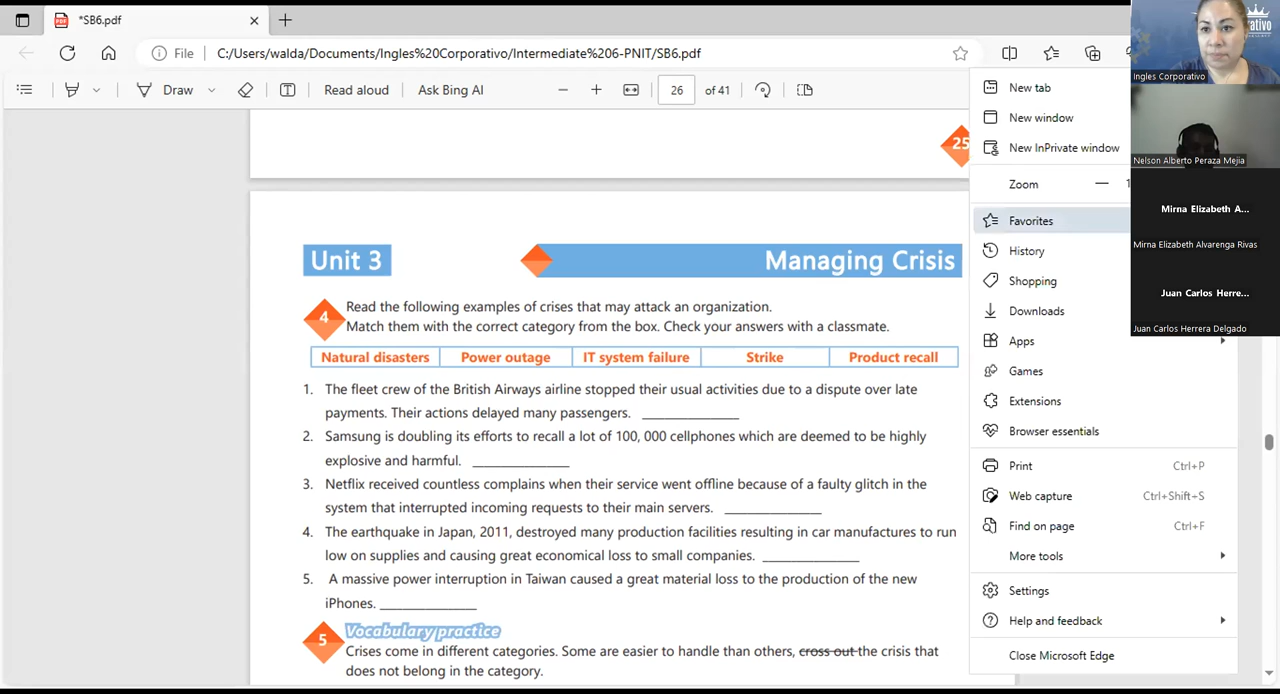 *SB6.pdf
File C:/Users/walda/Documents/Ingles%20Corporativo/Intermediate%206-PNIT/SB6.pdf
Draw Read aloud Ask Bing AI 26 of 41
25
Unit 3 Managing Crisis
4 Read the following examples of crises that may attack an organization.
Match them with the correct category from the box. Check your answers with a classmate.
Natural disasters Power outage IT system failure Strike Product recall
1. The fleet crew of the British Airways airline stopped their usual activities due to a dispute over late
payments. Their actions delayed many passengers. _______________
2. Samsung is doubling its efforts to recall a lot of 100, 000 cellphones which are deemed to be highly
explosive and harmful. _______________
3. Netflix received countless complains when their service went offline because of a faulty glitch in the
system that interrupted incoming requests to their main servers. _______________
4. The earthquake in Japan, 2011, destroyed many production facilities resulting in car manufactures to run
low on supplies and causing great economical loss to small companies. _______________
5. A massive power interruption in Taiwan caused a great material loss to the production of the new
iPhones. _______________
5 Vocabulary practice
Crises come in different categories. Some are easier to handle than others, cross out the crisis that
does not belong in the category.
New tab
New window
New InPrivate window
Zoom
Favorites
History
Shopping
Downloads
Apps
Games
Extensions
Browser essentials
Print Ctrl+P
Web capture Ctrl+Shift+S
Find on page Ctrl+F
More tools
Settings
Help and feedback
Close Microsoft Edge
Ingles Corporativo
Nelson Alberto Peraza Mejia
Mirna Elizabeth A...
Mirna Elizabeth Alvarenga Rivas
Juan Carlos Herre...
Juan Carlos Herrera Delgado